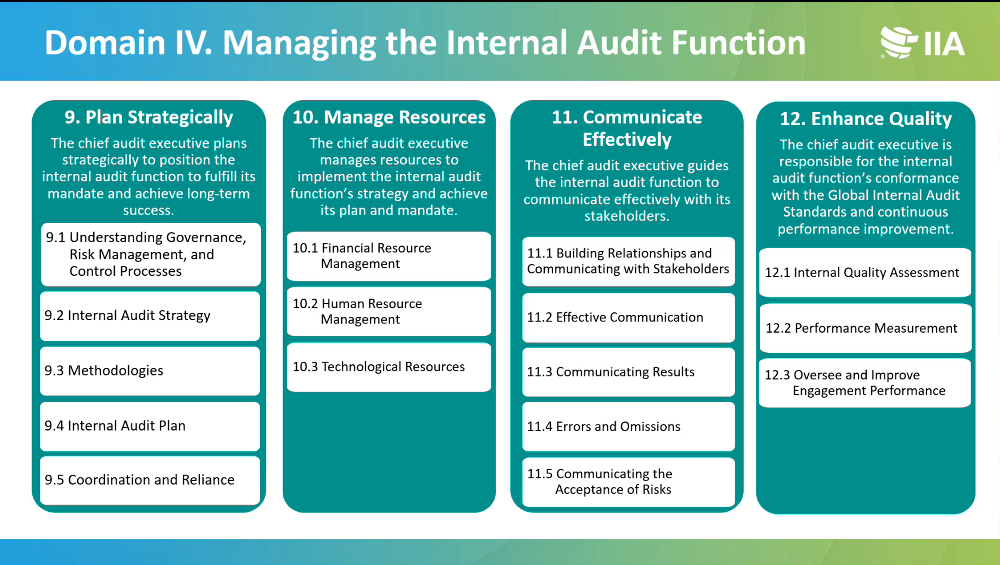 Domain IV. Managing the Internal Audit Function
IIA
9. Plan Strategically
The chief audit executive plans
strategically to position the
internal audit function to fulfill its
mandate and achieve long-term
success.
9.1 Understanding Governance,
Risk Management, and
Control Processes
9.2 Internal Audit Strategy
9.3 Methodologies
9.4 Internal Audit Plan
9.5 Coordination and Reliance
10. Manage Resources
The chief audit executive
manages resources to
implement the internal audit
function’s strategy and achieve
its plan and mandate.
10.1 Financial Resource
Management
10.2 Human Resource
Management
10.3 Technological Resources
11. Communicate
Effectively
The chief audit executive guides
the internal audit function to
communicate effectively with its
stakeholders.
11.1 Building Relationships and
Communicating with Stakeholders
11.2 Effective Communication
11.3 Communicating Results
11.4 Errors and Omissions
11.5 Communicating the
Acceptance of Risks
12. Enhance Quality
The chief audit executive is
responsible for the internal
audit function’s conformance
with the Global Internal Audit
Standards and continuous
performance improvement.
12.1 Internal Quality Assessment
12.2 Performance Measurement
12.3 Oversee and Improve
Engagement Performance